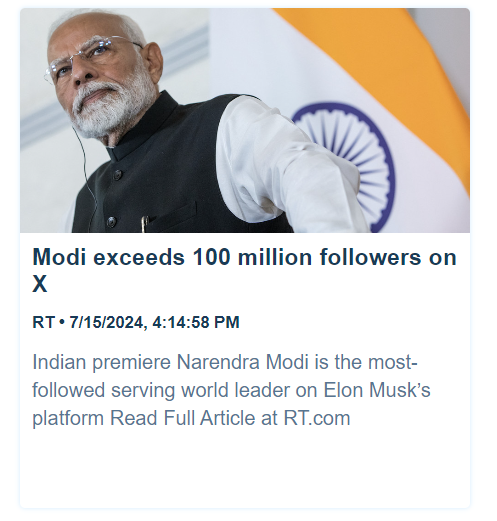 Modi exceeds 100 million followers on
X
RT • 7/15/2024, 4:14:58 PM
Indian premiere Narendra Modi is the most-
followed serving world leader on Elon Musk’s
platform Read Full Article at RT.com